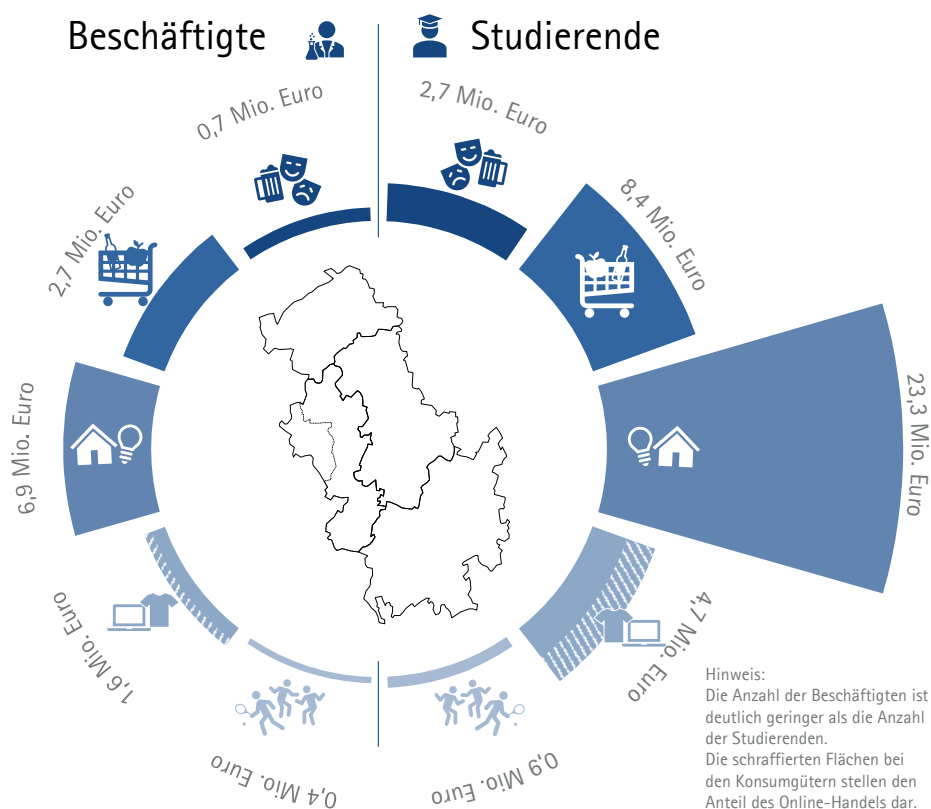 Beschäftigte
Studierende
0,7 Mio. Euro
2,7 Mio. Euro
2,7 Mio. Euro
8,4 Mio. Euro
6,9 Mio. Euro
23,3 Mio.
Euro
1,6 Mio. Euro
4,7 Mio. Euro
0,4 Mio. Euro
0,9 Mio. Euro
Hinweis:
Die Anzahl der Beschäftigten ist
deutlich geringer als die Anzahl
der Studierenden.
Die schraffierten Flächen bei
den Konsumgütern stellen den
Anteil des Online-Handels dar.